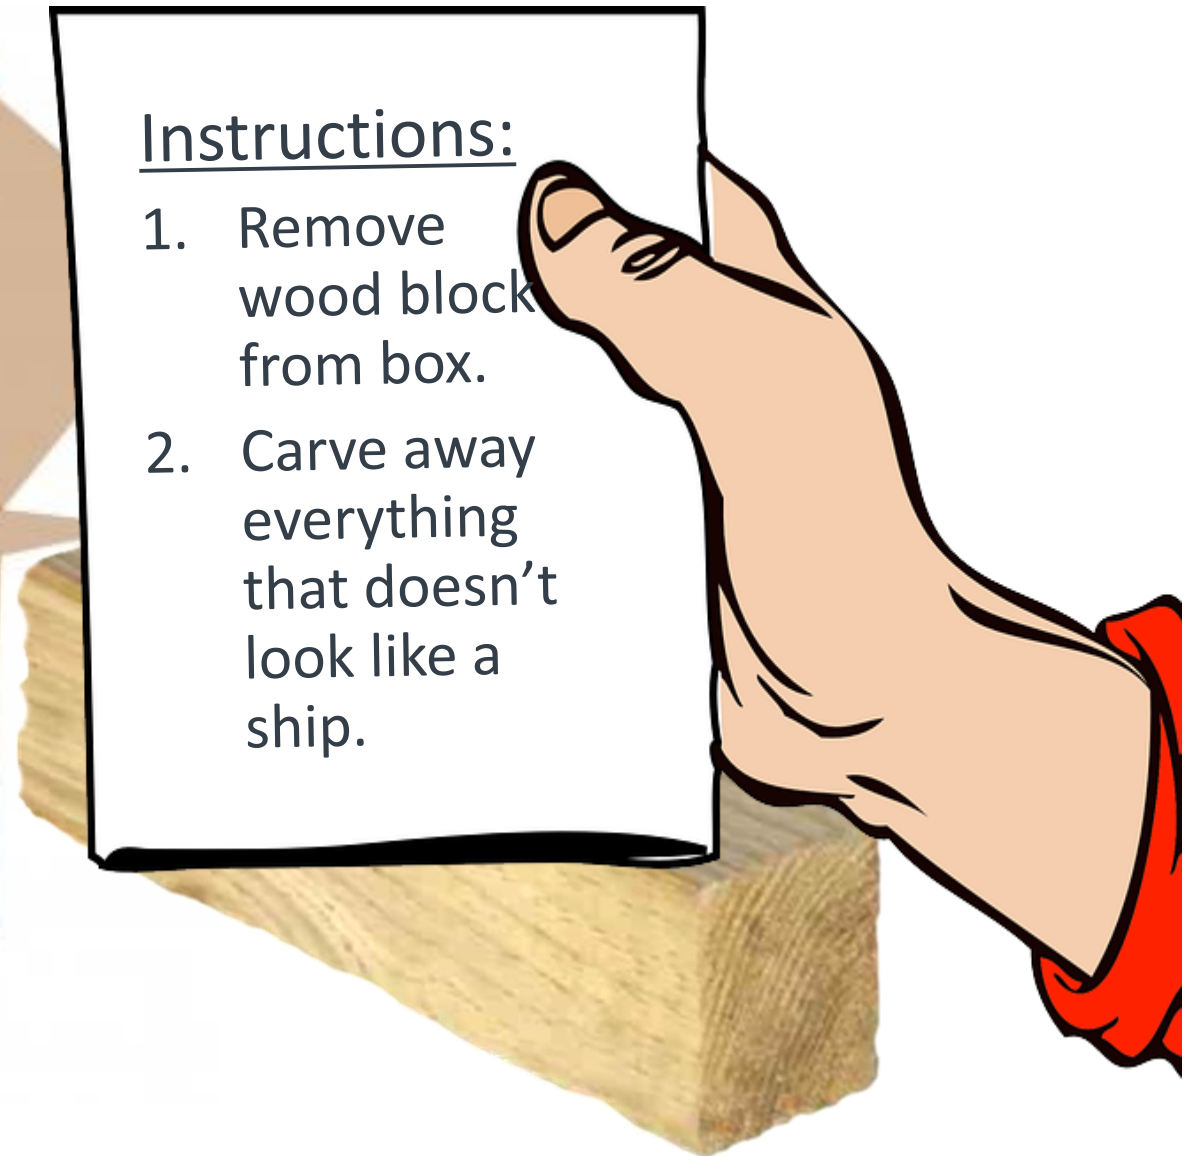 Instructions:
1. Remove
wood block
from box.
2. Carve away
everything
that doesn’t
look like a
ship.